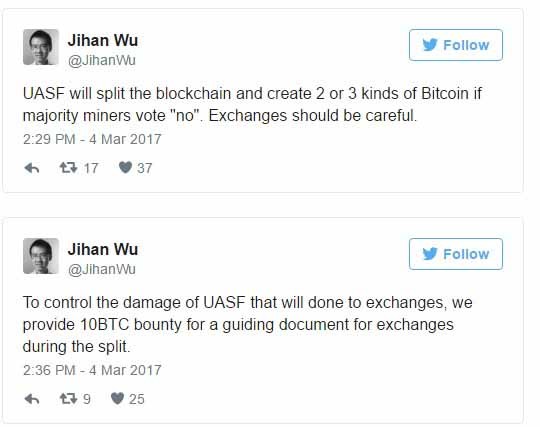 Jihan Wu
@JihanWu
Follow
UASF will split the blockchain and create 2 or 3 kinds of Bitcoin if
majority miners vote "no". Exchanges should be careful.
2:29 PM - 4 Mar 2017
17 37
Jihan Wu
@JihanWu
Follow
To control the damage of UASF that will done to exchanges, we
provide 10BTC bounty for a guiding document for exchanges
during the split.
2:36 PM - 4 Mar 2017
9 25